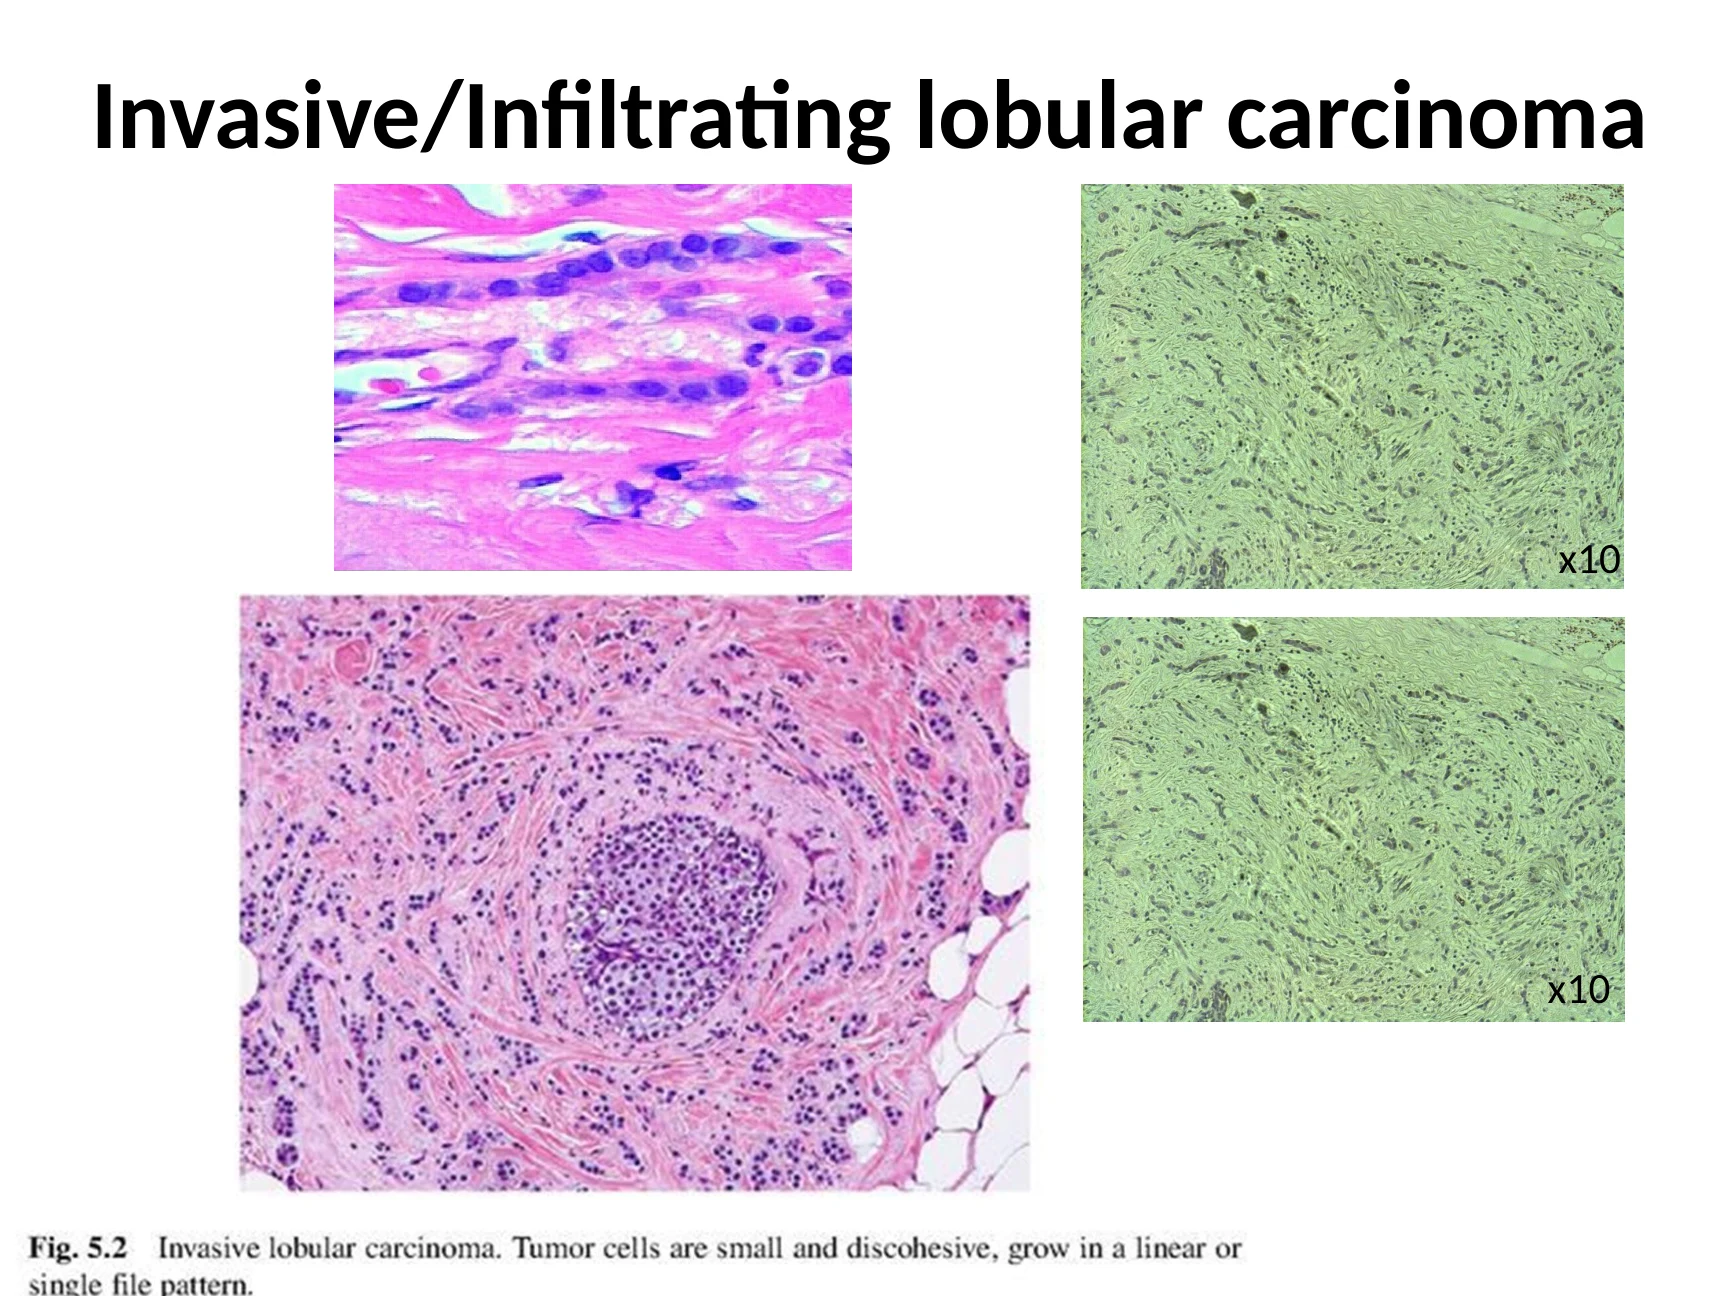 Invasive/Infiltrating lobular carcinoma
x10
x10
Fig. 5.2 Invasive lobular carcinoma. Tumor cells are small and discohesive, grow in a linear or
single file pattern.